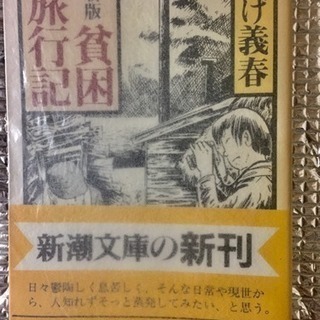 げ義春
版
貧困
旅行記
新潮文庫の新刊
日々鬱陶しく息苦しく、そんな日常や現世か
ら、人知れずそっと蒸発してみたい、と思う。